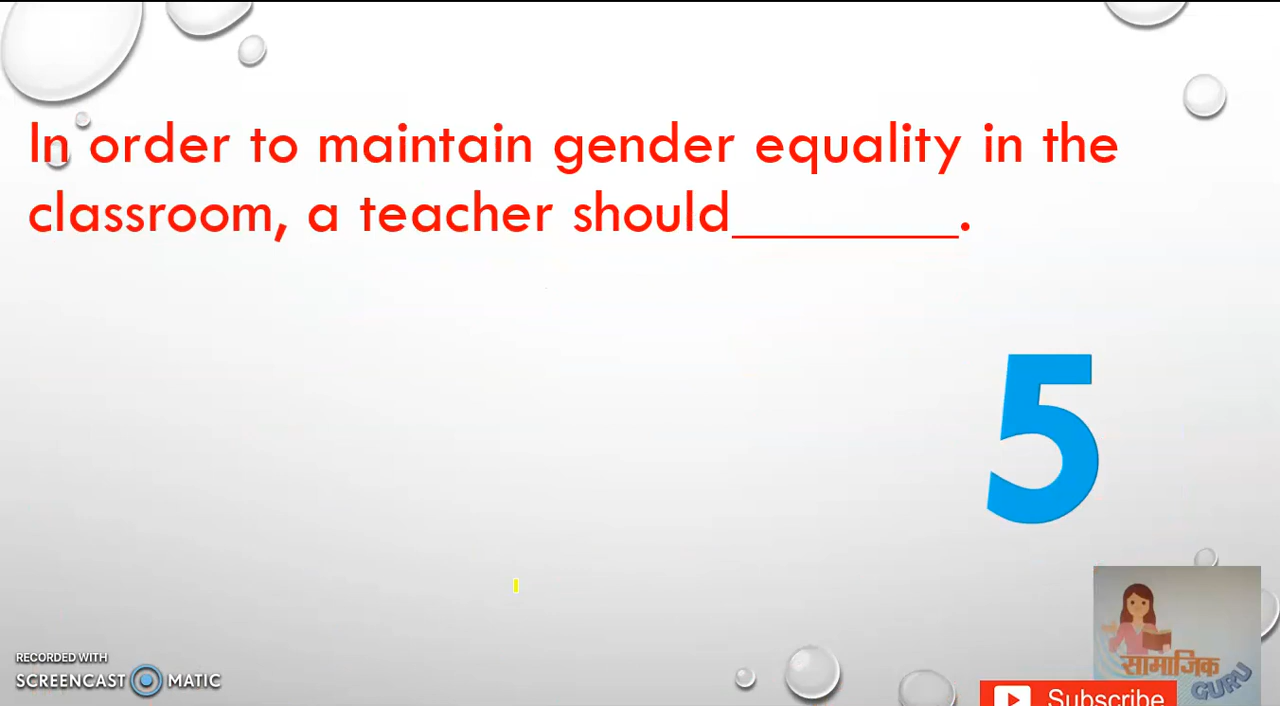 In order to maintain gender equality in the
classroom, a teacher should________.
5
RECORDED WITH
SCREENCAST MATIC
सामाजिक
GURU
Subscribe